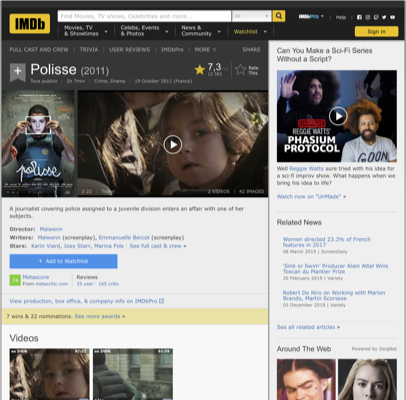 IMDb
Find Movies, TV shows, Celebrities and more...
All
Movies, TV & Showtimes
Celebs, Events & Photos
News & Community
Watchlist
IMDbPro
Help
Sign in
FULL CAST AND CREW | TRIVIA | USER REVIEWS | IMDbPro | MORE
SHARE
Polisse (2011)
7,3
Rate This
Tous publics | 2h 7min | Crime, Drama | 19 October 2011 (France)
polisse
2:22 Trailer
2 VIDEOS | 42 IMAGES
A journalist covering police assigned to a juvenile division enters an affair with one of her subjects.
Director: Maïwenn
Writers: Maïwenn (screenplay), Emmanuelle Bercot (screenplay)
Stars: Karin Viard, Joey Starr, Marina Foïs | See full cast & crew »
+ Add to Watchlist
74
Metascore
From metacritic.com
Reviews
35 user | 165 critic
View production, box office, & company info on IMDbPro
7 wins & 22 nominations. See more awards »
Videos
Can You Make a Sci-Fi Series Without a Script?
REGGIE WATTS'
PHASIUM
PROTOCOL
Well Reggie Watts sure tried with his idea for a sci-fi improv show. What happens when we bring his idea to life?
Watch now on "UnMade" »
Related News
Women directed 23.3% of French features in 2017
08 March 2019 | ScreenDaily
'Sink or Swim' Producer Alain Attal Wins Toscan du Plantier Prize
20 February 2019 | Variety
Robert De Niro on Working with Marlon Brando, Martin Scorsese
03 December 2018 | Variety
See all related articles »
Around The Web
Powered by ZergNet